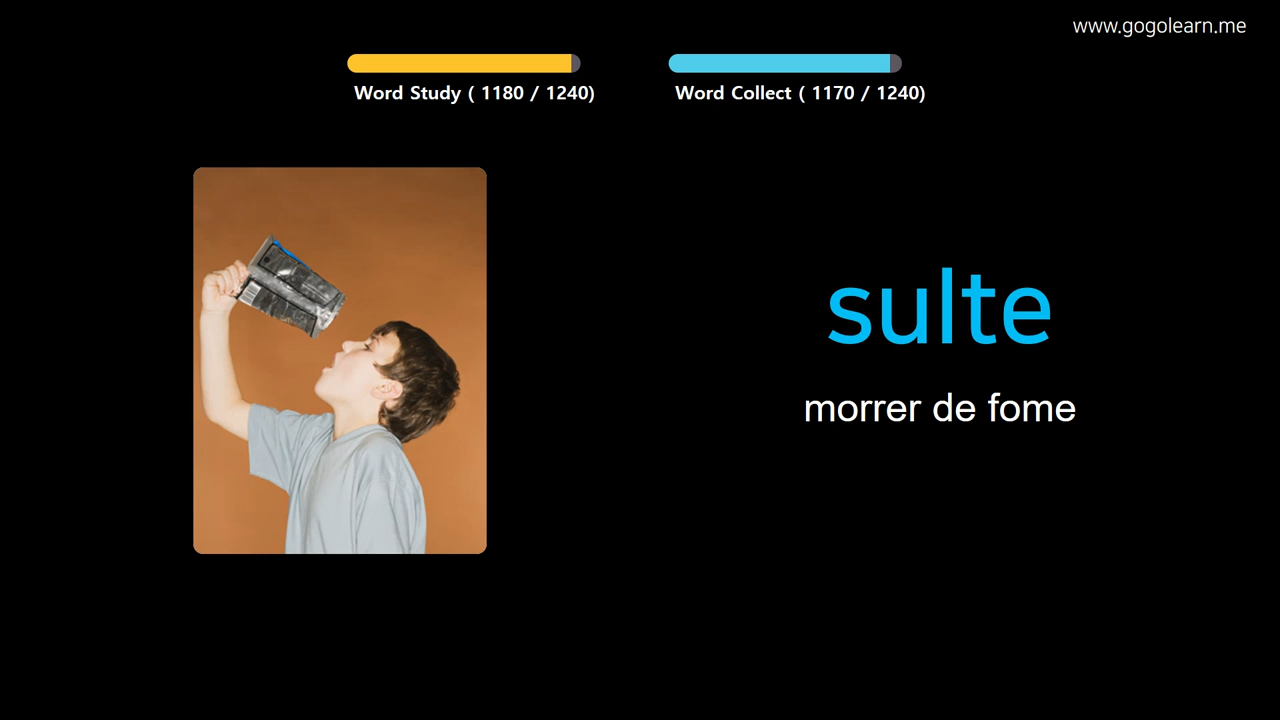 www.gogolearn.me
Word Study ( 1180 / 1240)
Word Collect ( 1170 / 1240)
sulte
morrer de fome